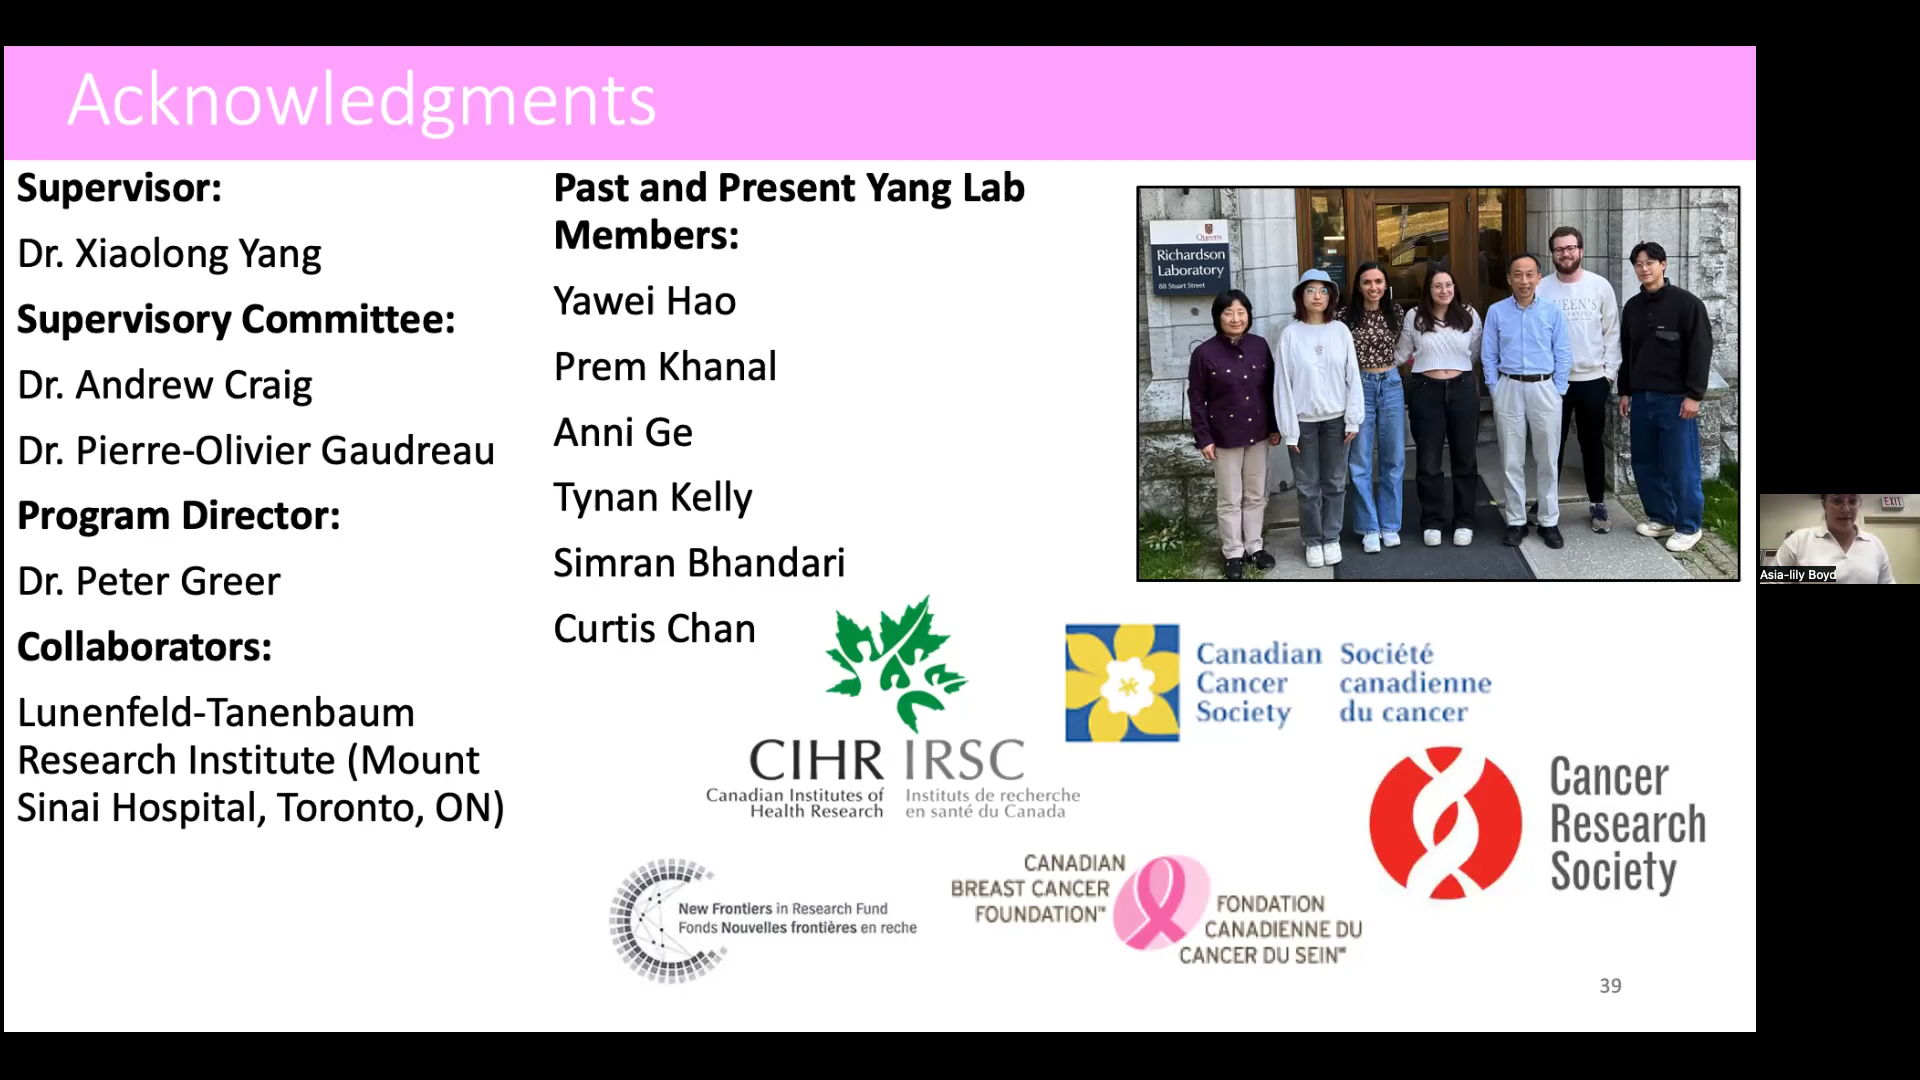 Acknowledgments
Supervisor:
Dr. Xiaolong Yang
Supervisory Committee:
Dr. Andrew Craig
Dr. Pierre-Olivier Gaudreau
Program Director:
Dr. Peter Greer
Collaborators:
Lunenfeld-Tanenbaum
Research Institute (Mount
Sinai Hospital, Toronto, ON)
Past and Present Yang Lab
Members:
Yawei Hao
Prem Khanal
Anni Ge
Tynan Kelly
Simran Bhandari
Curtis Chan
Queen's
Richardson
Laboratory
88 Stuart Street
EXIT
Asia-lily Boyd
CIHR IRSC
Canadian Institutes of
Health Research
Instituts de recherche
en santé du Canada
Canadian
Cancer
Society
Société
canadienne
du cancer
Cancer
Research
Society
New Frontiers in Research Fund
Fonds Nouvelles frontières en reche
CANADIAN
BREAST CANCER
FOUNDATION™
FONDATION
CANADIENNE DU
CANCER DU SEIN
39